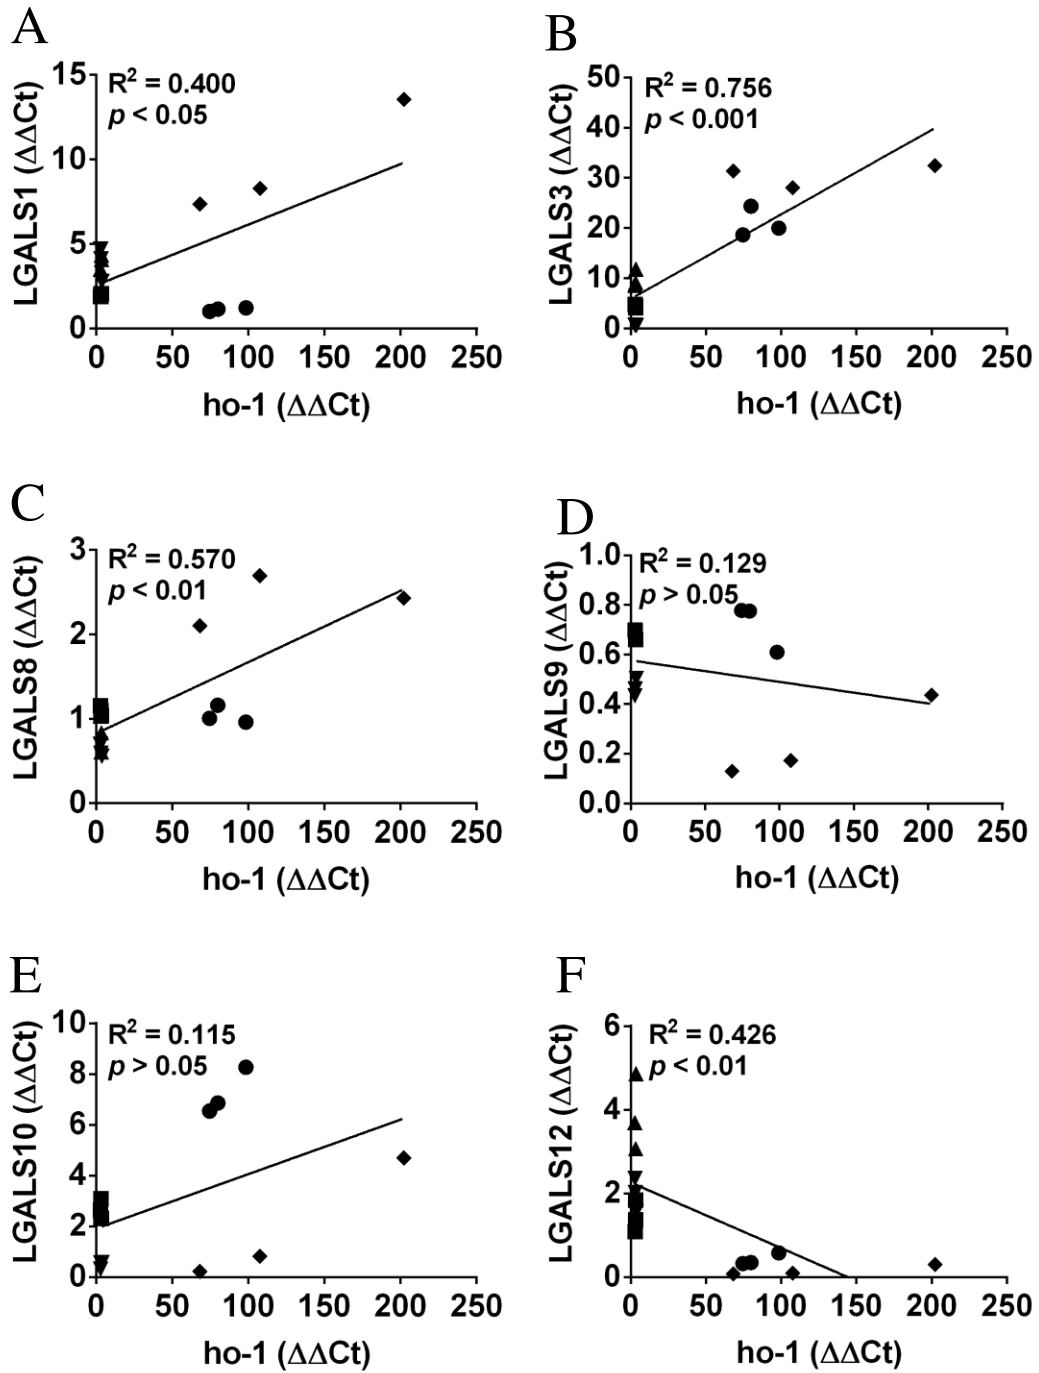 A
R² = 0.400
p < 0.05
LGALS1 (ΔΔCt)
15
10
5
0
0 50 100 150 200 250
ho-1 (ΔΔCt)
B
R² = 0.756
p < 0.001
LGALS3 (ΔΔCt)
50
40
30
20
10
0
0 50 100 150 200 250
ho-1 (ΔΔCt)
C
R² = 0.570
p < 0.01
LGALS8 (ΔΔCt)
3
2
1
0
0 50 100 150 200 250
ho-1 (ΔΔCt)
D
R² = 0.129
p > 0.05
LGALS9 (ΔΔCt)
1.0
0.8
0.6
0.4
0.2
0.0
0 50 100 150 200 250
ho-1 (ΔΔCt)
E
R² = 0.115
p > 0.05
LGALS10 (ΔΔCt)
10
8
6
4
2
0
0 50 100 150 200 250
ho-1 (ΔΔCt)
F
R² = 0.426
p < 0.01
LGALS12 (ΔΔCt)
6
4
2
0
0 50 100 150 200 250
ho-1 (ΔΔCt)